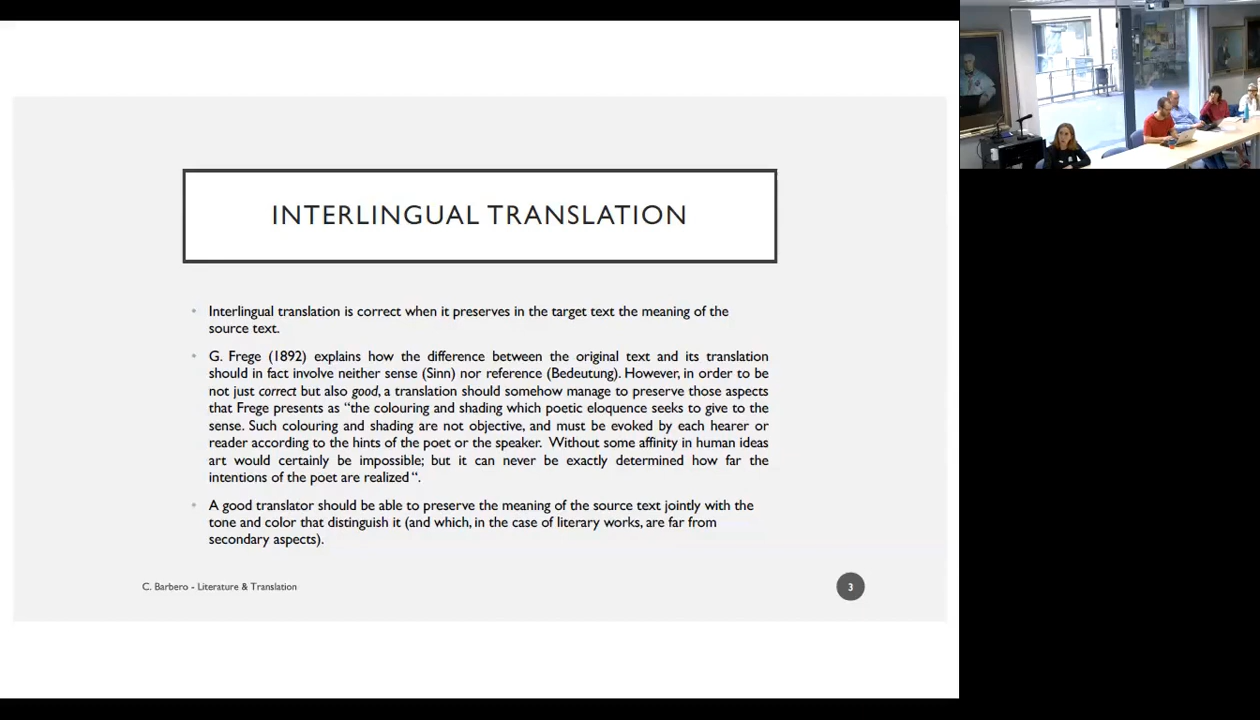 INTERLINGUAL TRANSLATION
• Interlingual translation is correct when it preserves in the target text the meaning of the
source text.
• G. Frege (1892) explains how the difference between the original text and its translation
should in fact involve neither sense (Sinn) nor reference (Bedeutung). However, in order to be
not just correct but also good, a translation should somehow manage to preserve those aspects
that Frege presents as “the colouring and shading which poetic eloquence seeks to give to the
sense. Such colouring and shading are not objective, and must be evoked by each hearer or
reader according to the hints of the poet or the speaker. Without some affinity in human ideas
art would certainly be impossible; but it can never be exactly determined how far the
intentions of the poet are realized “.
• A good translator should be able to preserve the meaning of the source text jointly with the
tone and color that distinguish it (and which, in the case of literary works, are far from
secondary aspects).
C. Barbero - Literature & Translation
3